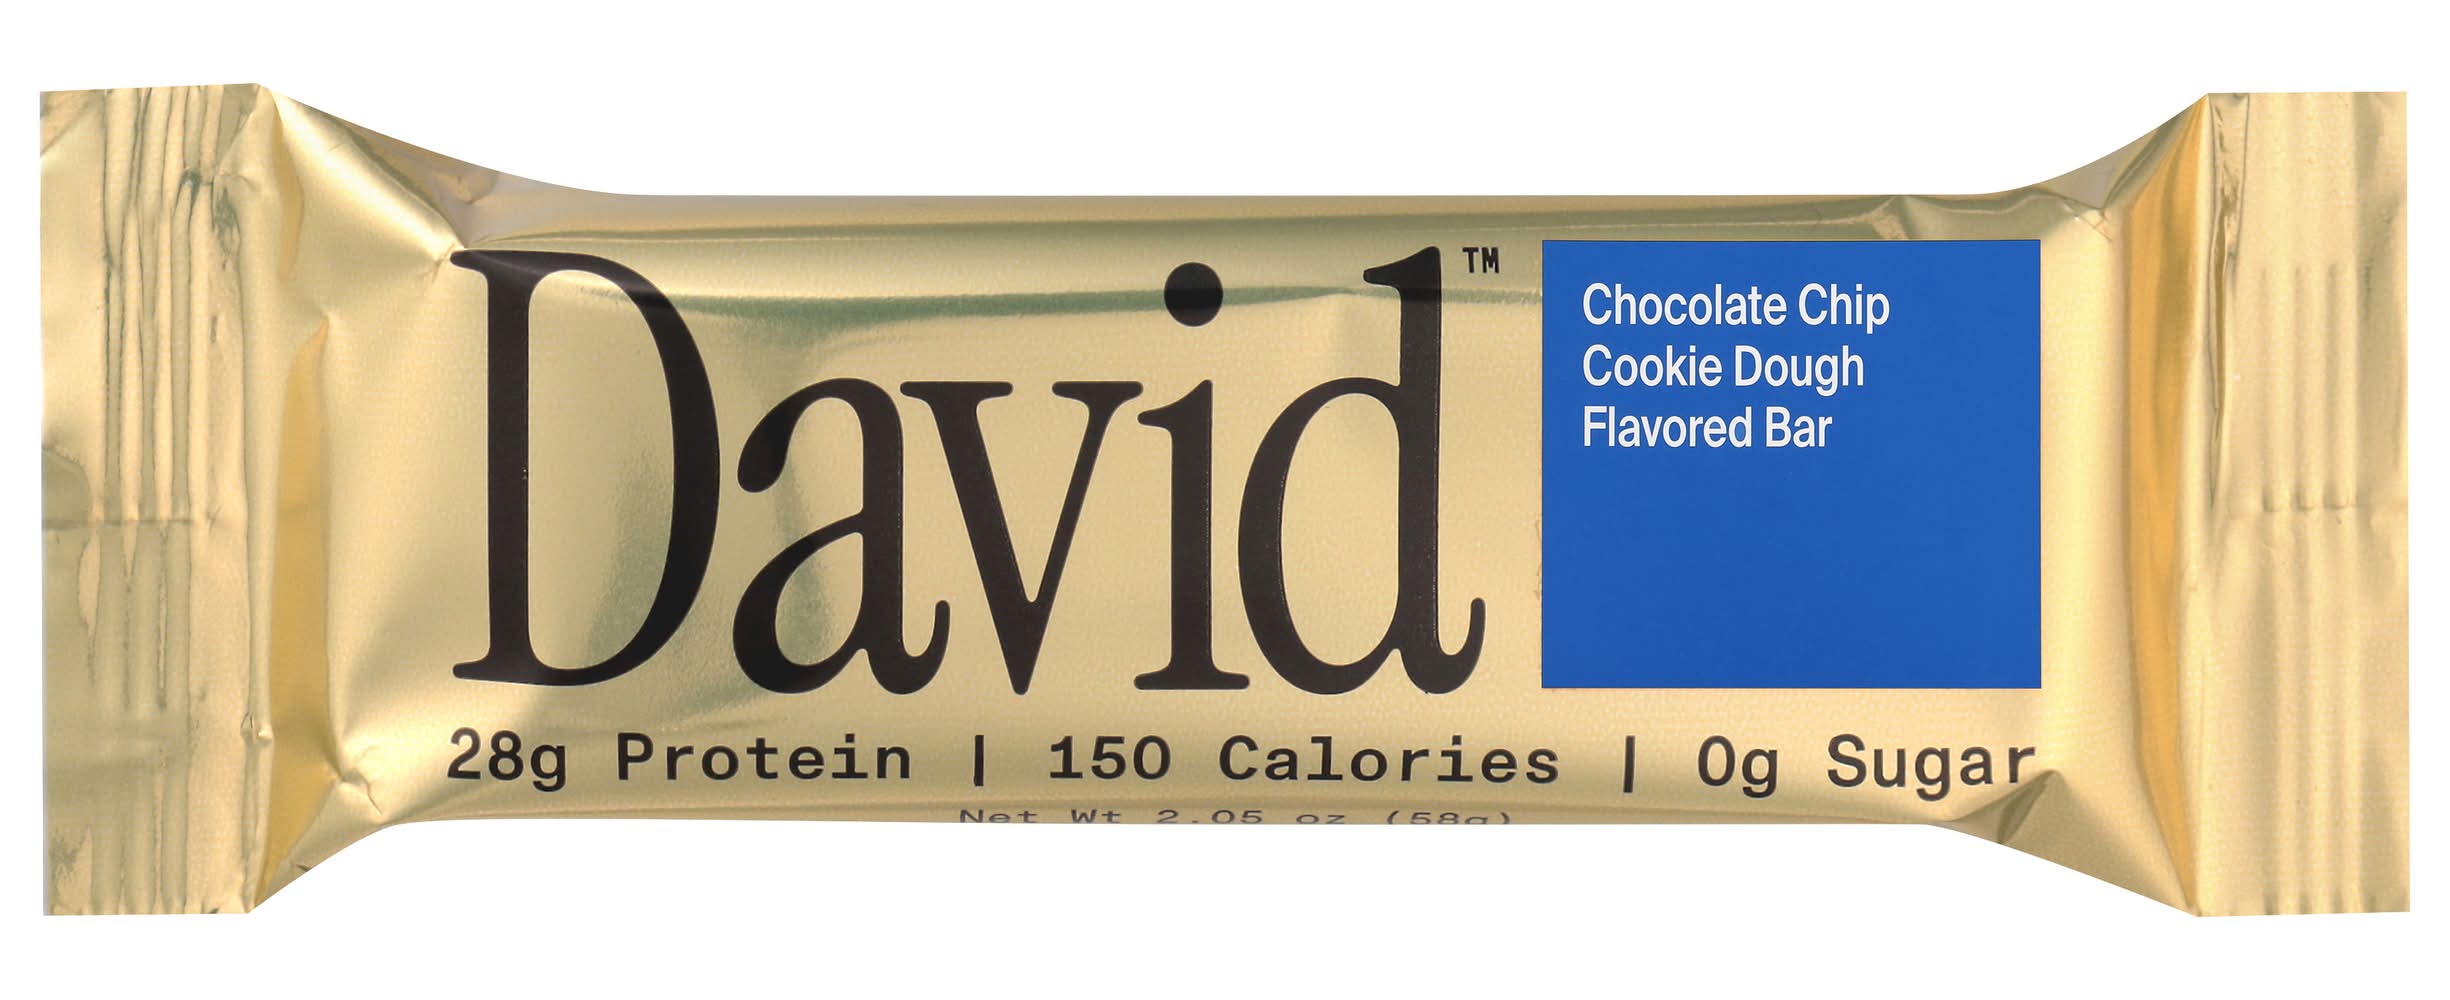 David™
Chocolate Chip
Cookie Dough
Flavored Bar
28g Protein | 150 Calories | 0g Sugar
Net Wt 2.05 oz (58g)